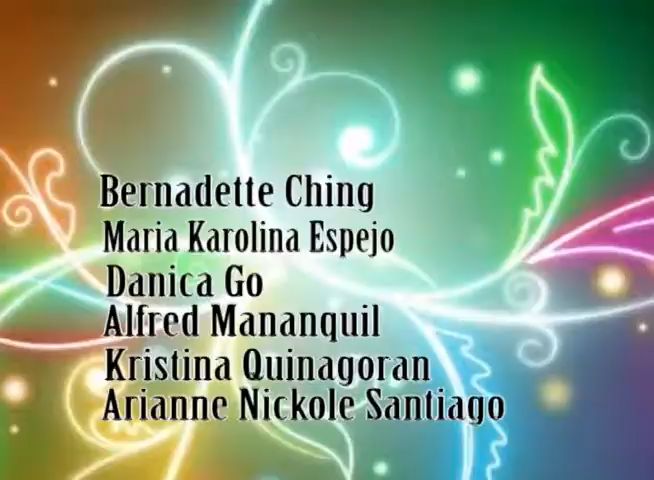 Bernadette Ching
Maria Karolina Espejo
Danica Go
Alfred Mananquil
Kristina Quinagoran
Arianne Nickole Santiago